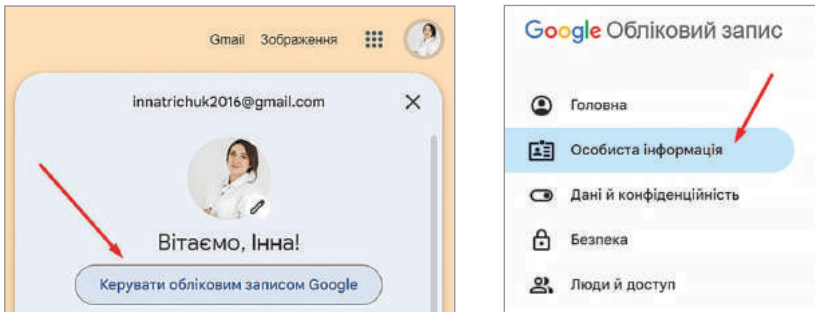 Gmail Зображення
innatrichuk2016@gmail.com
Вітаємо, Інна!
Керувати обліковим записом Google
Google Обліковий запис
Головна
Особиста інформація
Дані й конфіденційність
Безпека
Люди й доступ